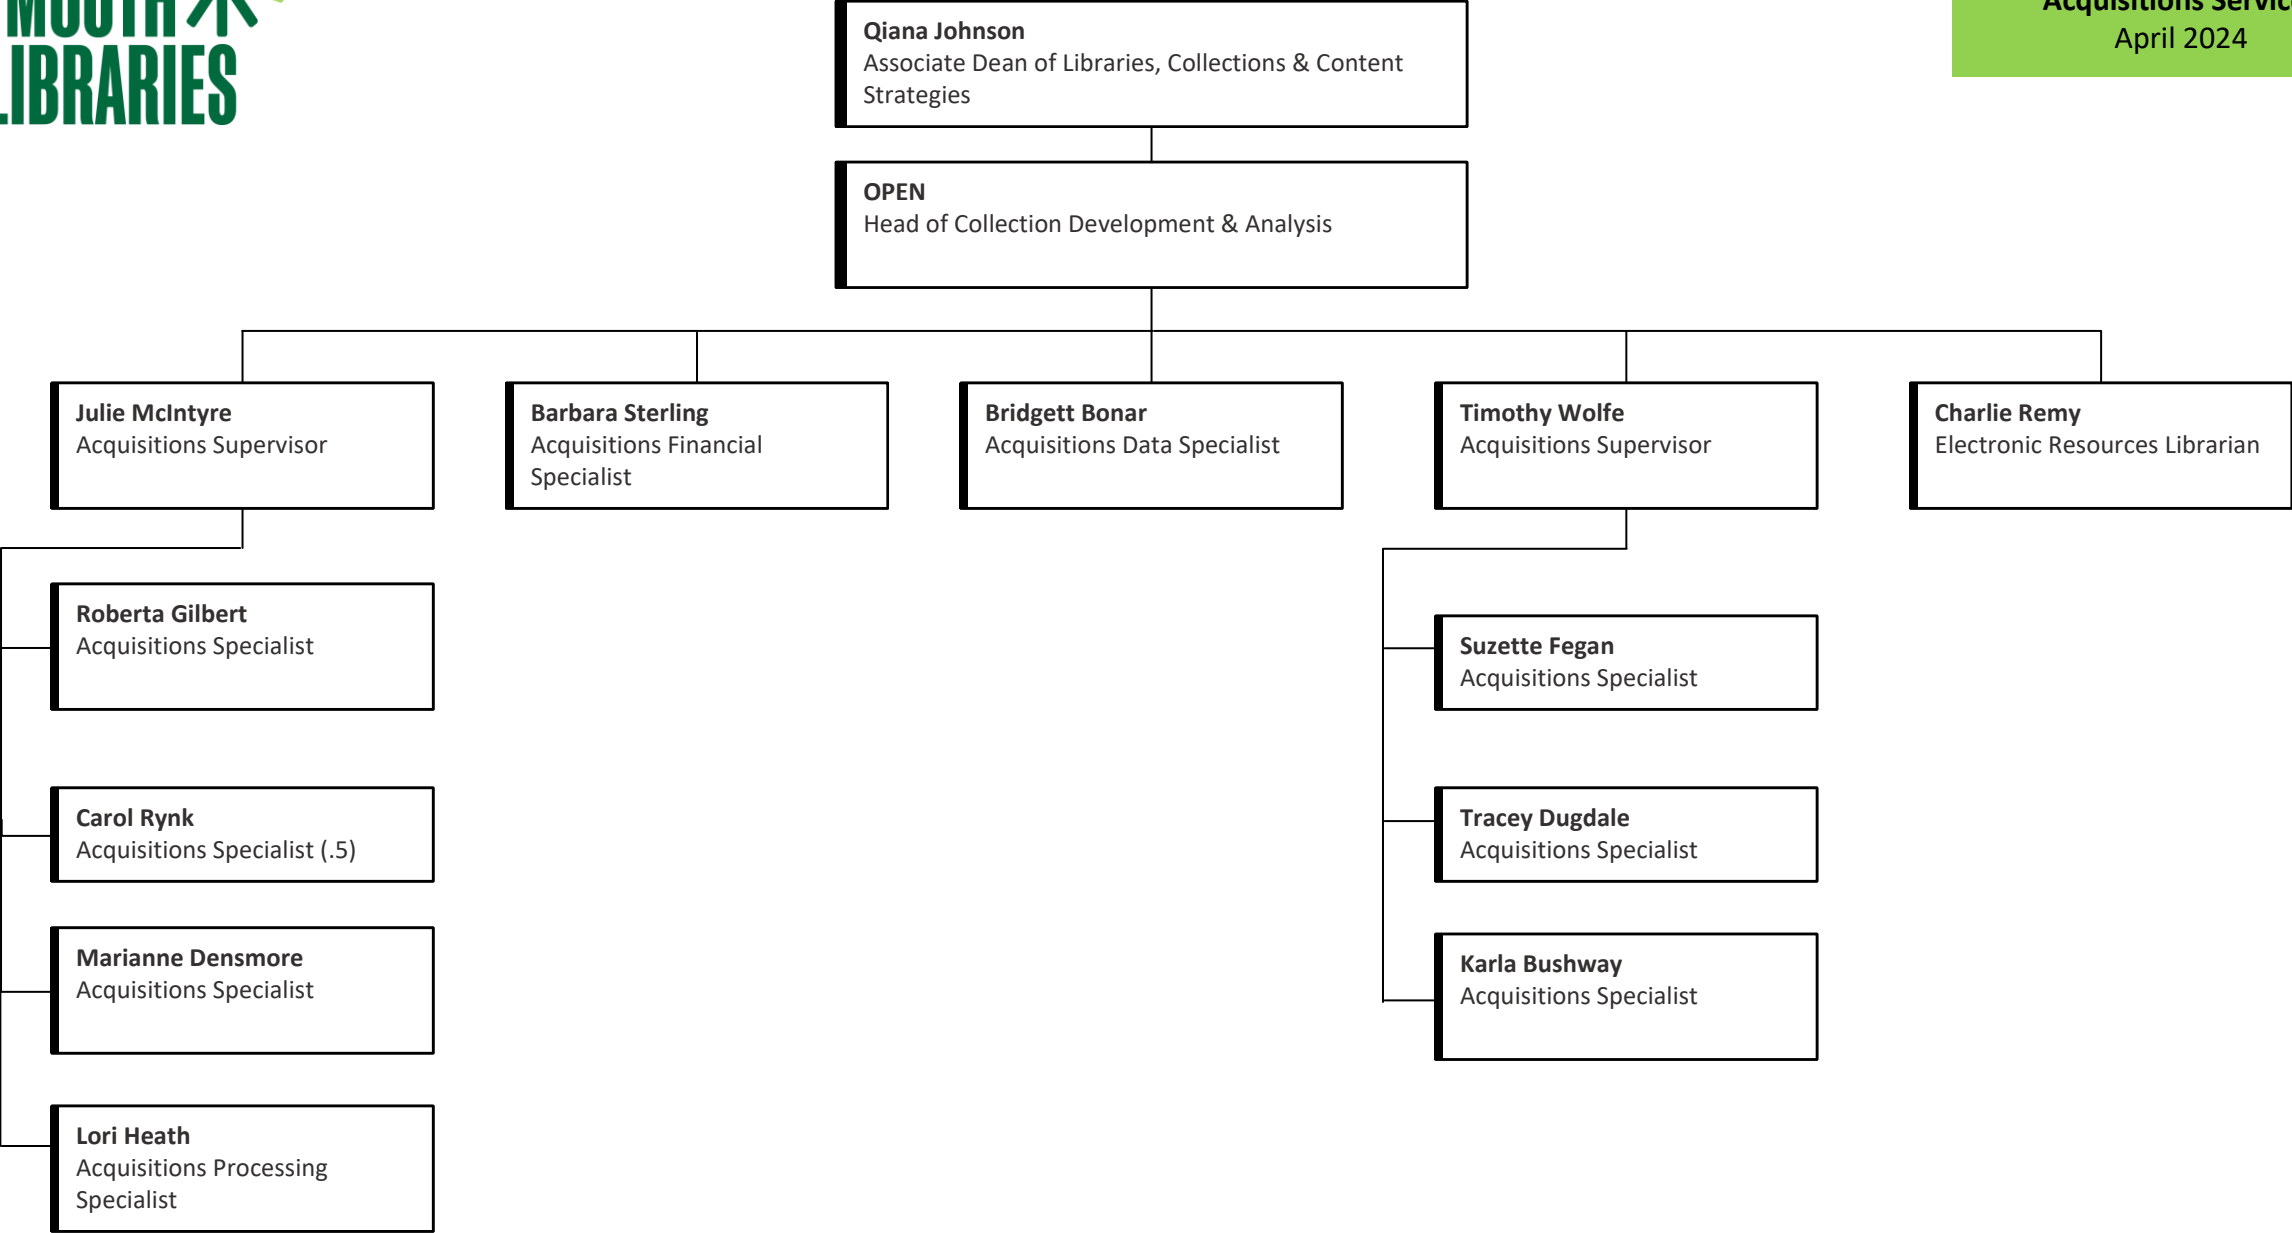 LIBRARIES
April 2024
Qiana Johnson
Associate Dean of Libraries, Collections & Content
Strategies
OPEN
Head of Collection Development & Analysis
Julie McIntyre
Acquisitions Supervisor
Barbara Sterling
Acquisitions Financial
Specialist
Bridgett Bonar
Acquisitions Data Specialist
Timothy Wolfe
Acquisitions Supervisor
Charlie Remy
Electronic Resources Librarian
Roberta Gilbert
Acquisitions Specialist
Carol Rynk
Acquisitions Specialist (.5)
Marianne Densmore
Acquisitions Specialist
Lori Heath
Acquisitions Processing
Specialist
Suzette Fegan
Acquisitions Specialist
Tracey Dugdale
Acquisitions Specialist
Karla Bushway
Acquisitions Specialist